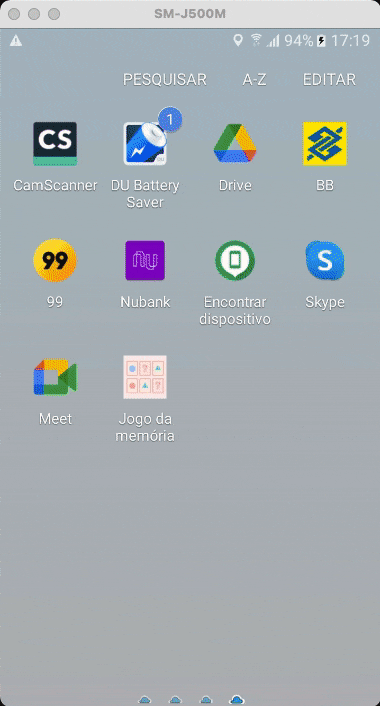 SM-J500M
94% 17:19
PESQUISAR A-Z EDITAR
CS
1
CamScanner
DU Battery
Saver
Drive
BB
99
99
Nu
Nubank
Encontrar
dispositivo
S
Skype
Meet
? ?
Jogo da
memória